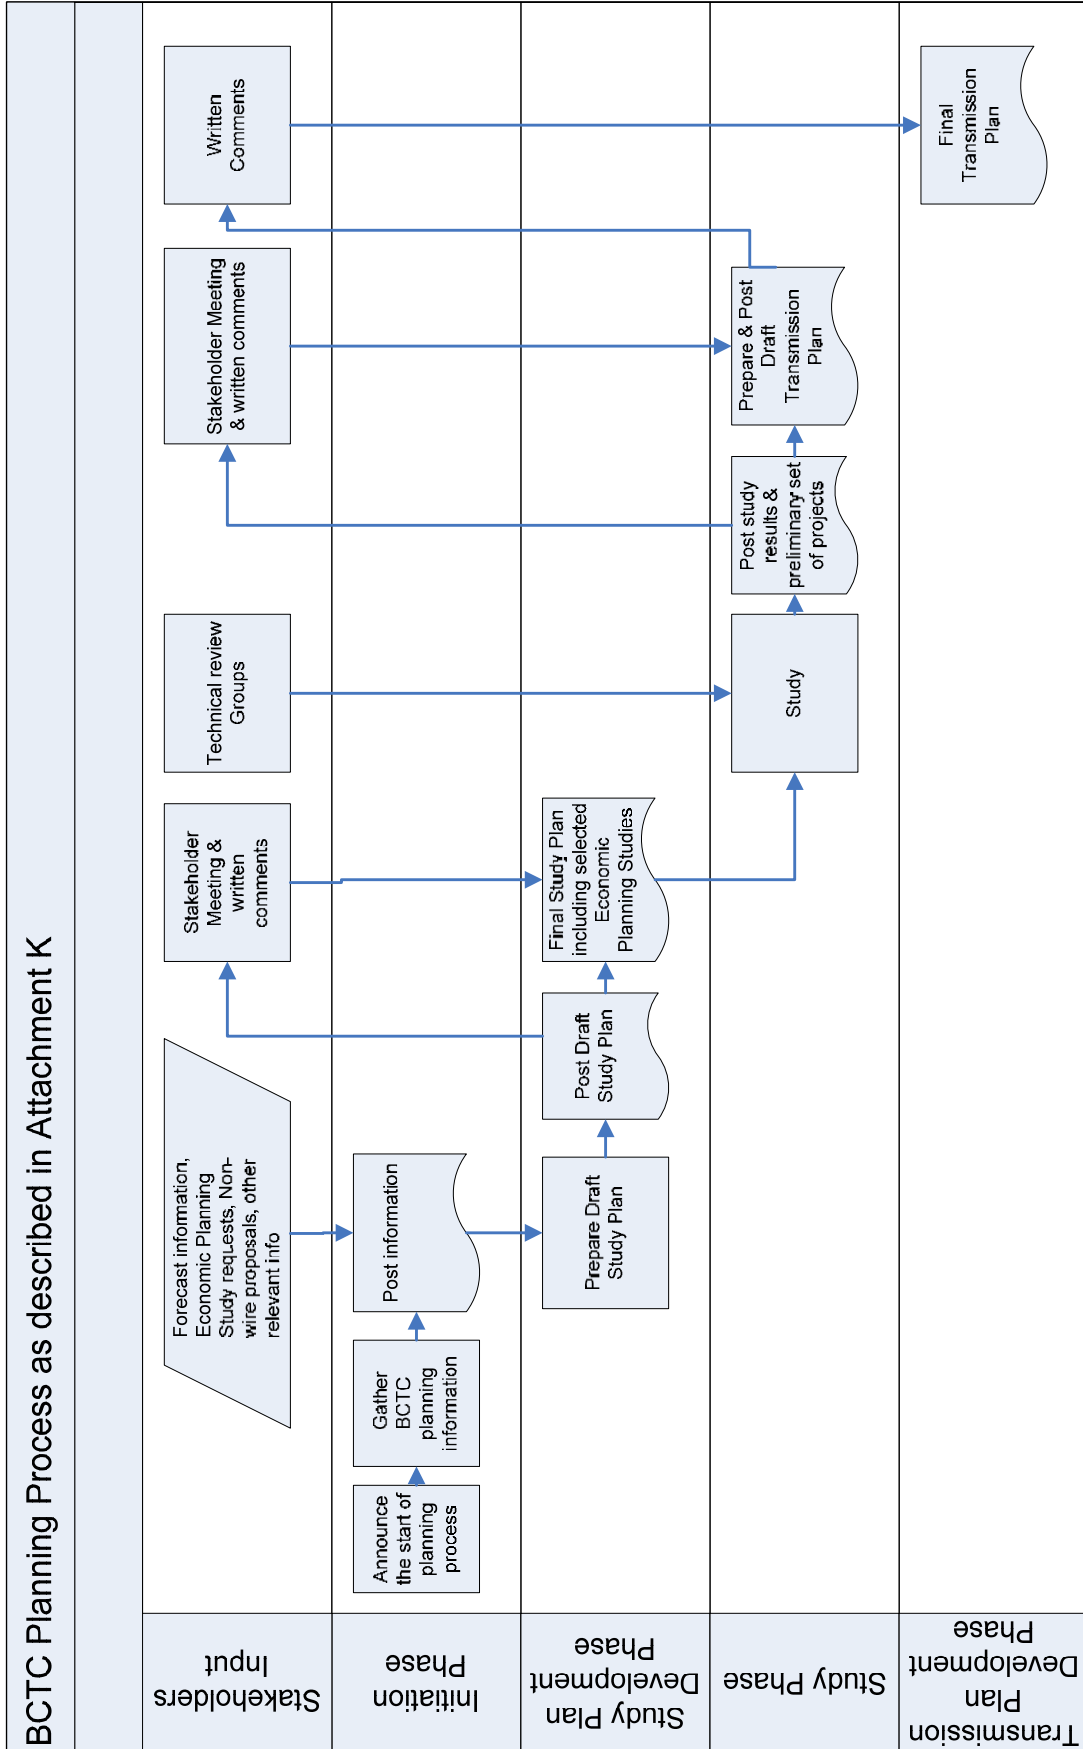 BCTC Planning Process as described in Attachment K
Stakeholders
Input
Forecast information,
Economic Planning
Study requests, Non-
wire proposals, other
relevant info
Stakeholder
Meeting &
written
comments
Technical review
Groups
Stakeholder Meeting
& written comments
Written
Comments
Initiation
Phase
Announce
the start of
planning
process
Gather
BCTC
planning
information
Post information
Study Plan
Development
Phase
Prepare Draft
Study Plan
Post Draft
Study Plan
Final Study Plan
including selected
Economic
Planning Studies
Study Phase
Study
Post study
results &
preliminary set
of projects
Prepare & Post
Draft
Transmission
Plan
Transmission
Plan
Development
Phase
Final
Transmission
Plan